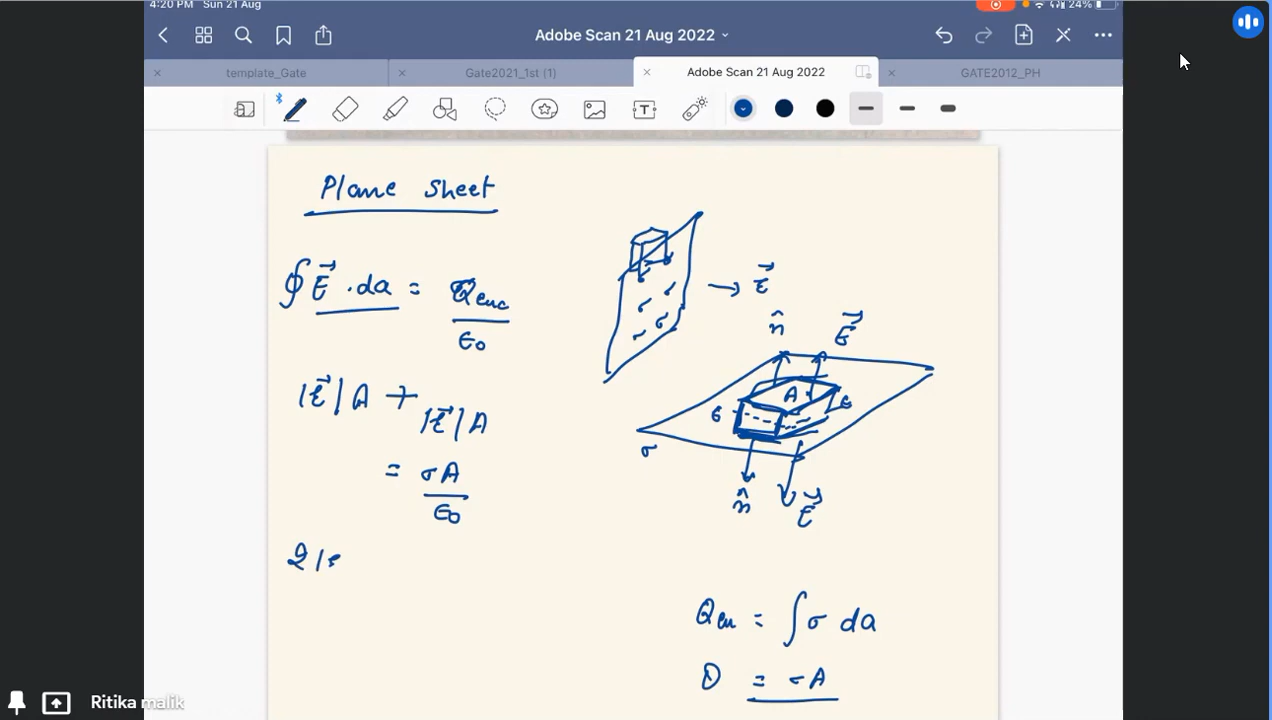 4:20 PM Sun 21 Aug
24%
Adobe Scan 21 Aug 2022
template_Gate
Gate2021_1st (1)
Adobe Scan 21 Aug 2022
GATE2012_PH
Plane Sheet
∮ E⃗ · da = Qenc / ε0
|E⃗| A + |E⃗| A
= σA / ε0
2 |
σ σ
σ σ
→ E⃗
n̂
E⃗
A
σ
n̂
E⃗
Qen = ∫ σ da
= σA
Ritika malik